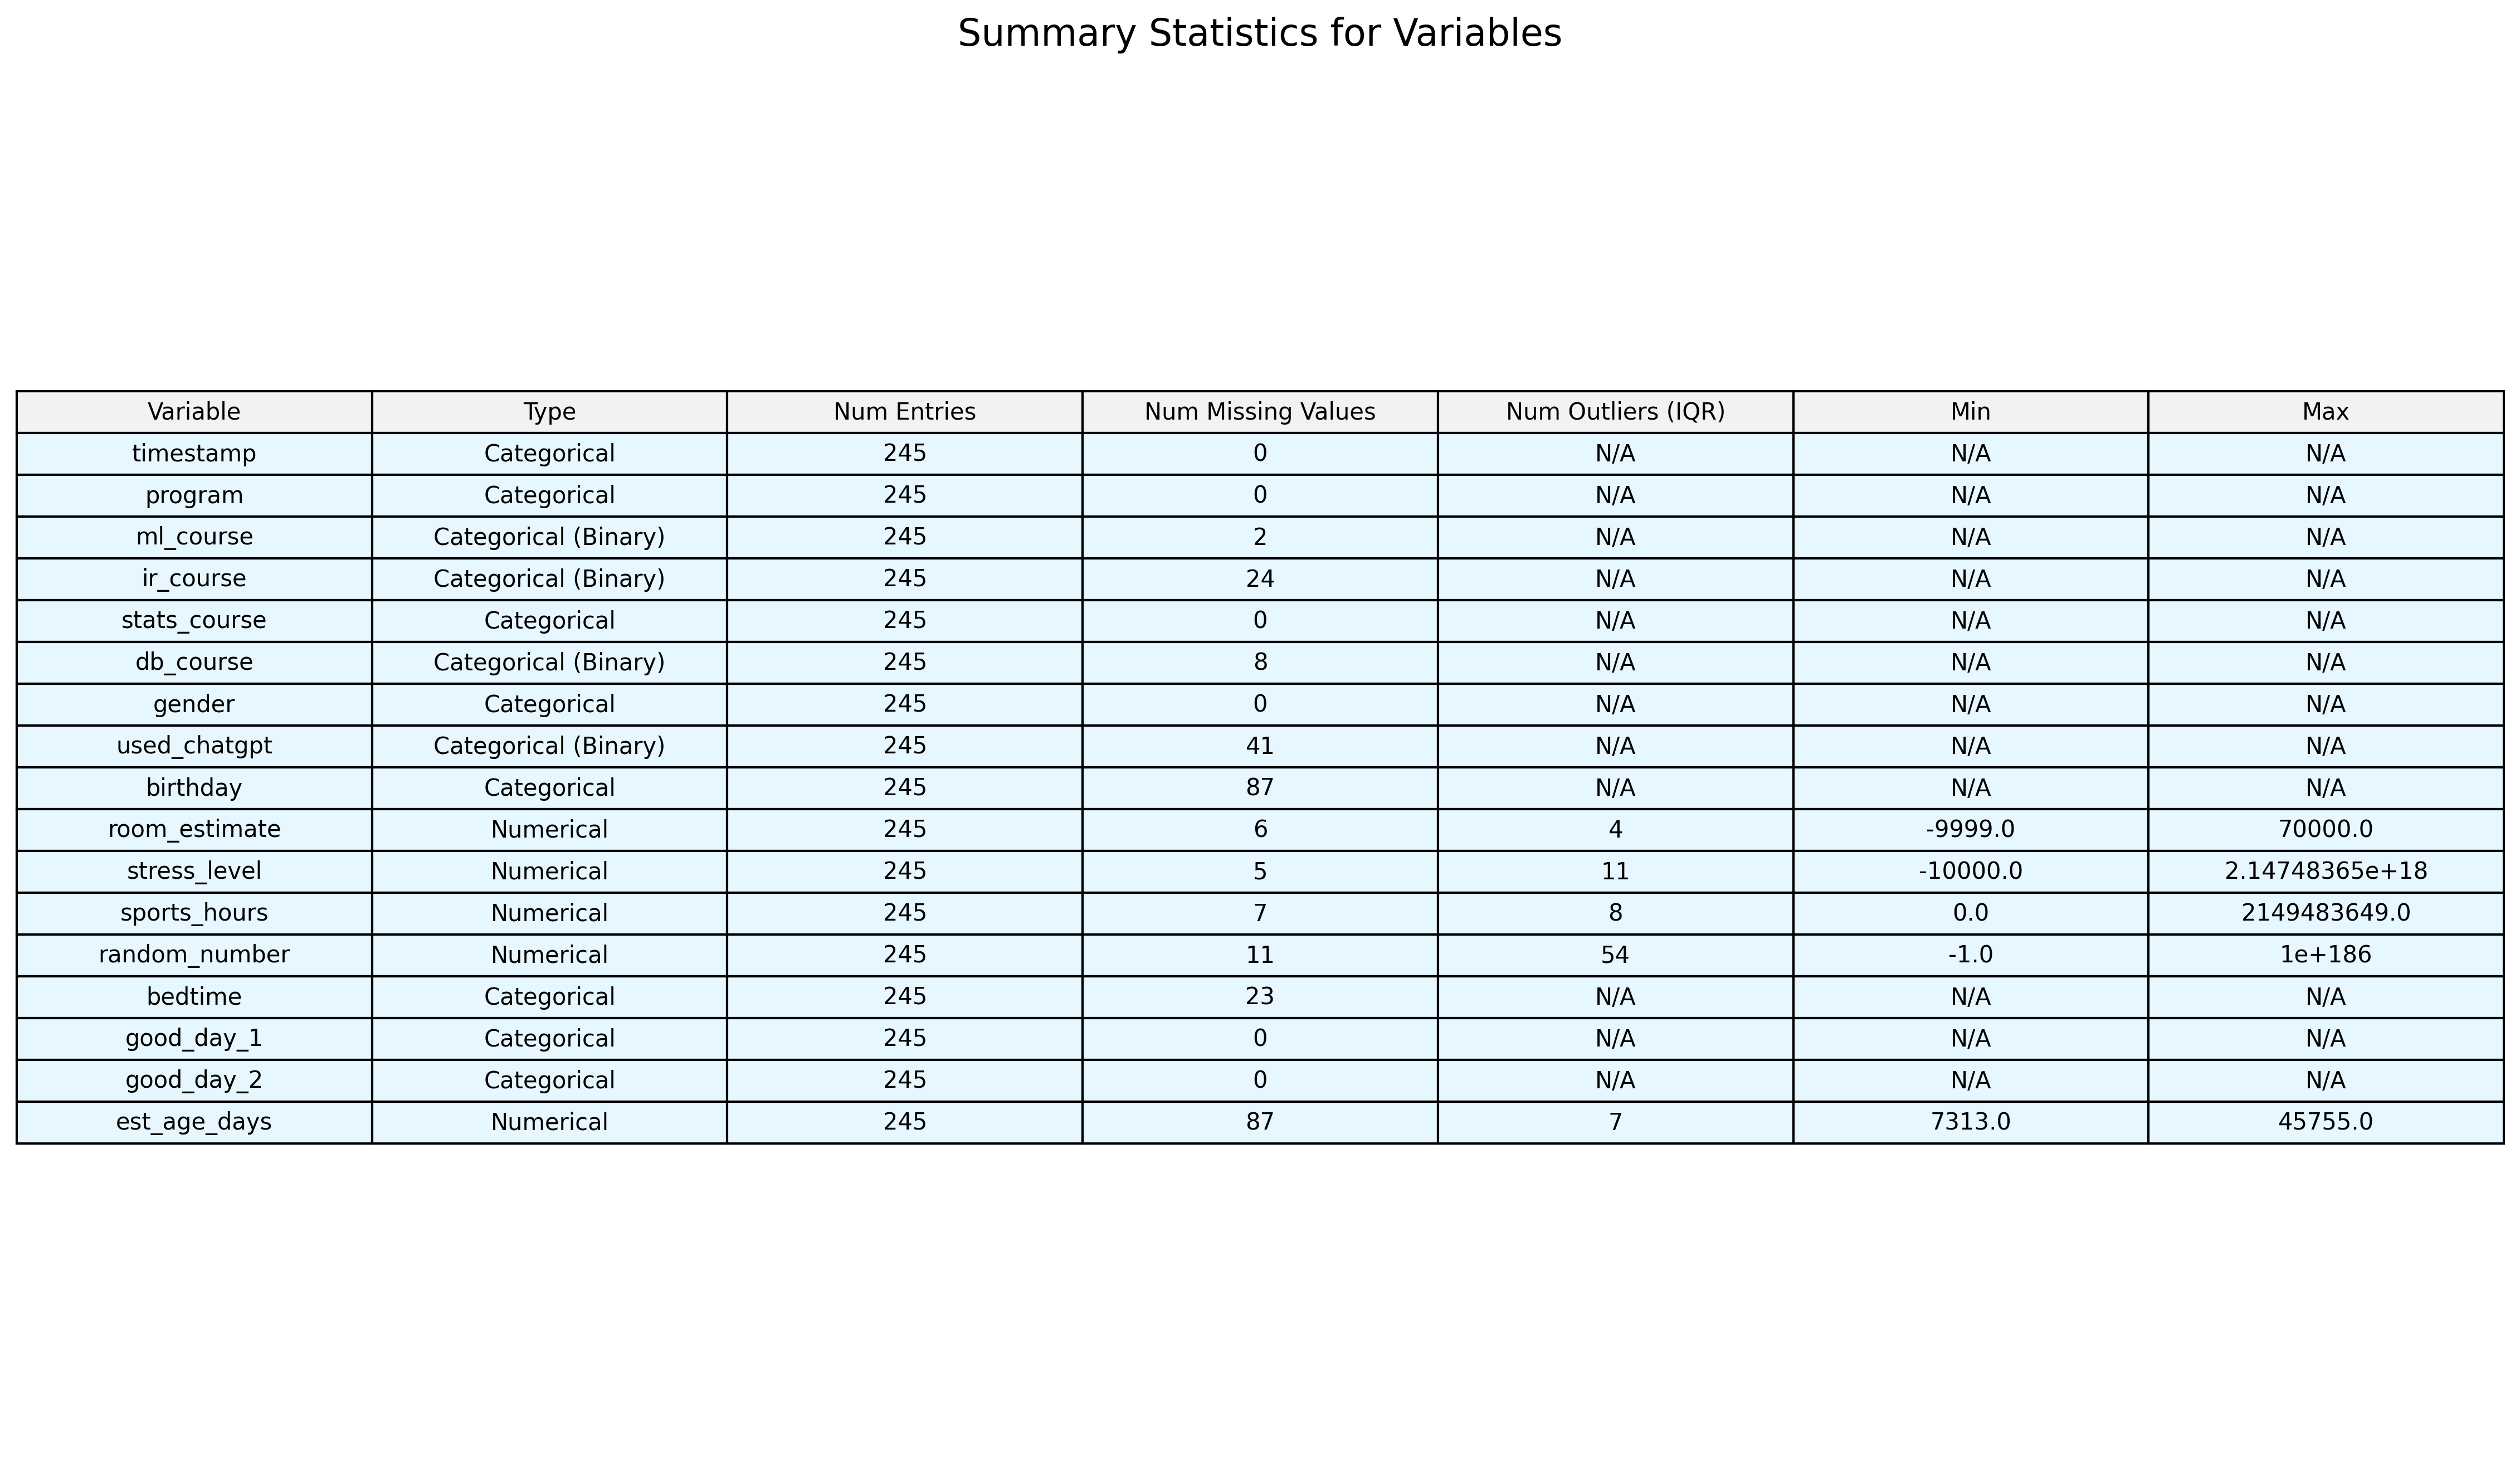 Summary Statistics for Variables
Variable Type Num Entries Num Missing Values Num Outliers (IQR) Min Max
timestamp Categorical 245 0 N/A N/A N/A
program Categorical 245 0 N/A N/A N/A
ml_course Categorical (Binary) 245 2 N/A N/A N/A
ir_course Categorical (Binary) 245 24 N/A N/A N/A
stats_course Categorical 245 0 N/A N/A N/A
db_course Categorical (Binary) 245 8 N/A N/A N/A
gender Categorical 245 0 N/A N/A N/A
used_chatgpt Categorical (Binary) 245 41 N/A N/A N/A
birthday Categorical 245 87 N/A N/A N/A
room_estimate Numerical 245 6 4 -9999.0 70000.0
stress_level Numerical 245 5 11 -10000.0 2.14748365e+18
sports_hours Numerical 245 7 8 0.0 2149483649.0
random_number Numerical 245 11 54 -1.0 1e+186
bedtime Categorical 245 23 N/A N/A N/A
good_day_1 Categorical 245 0 N/A N/A N/A
good_day_2 Categorical 245 0 N/A N/A N/A
est_age_days Numerical 245 87 7 7313.0 45755.0